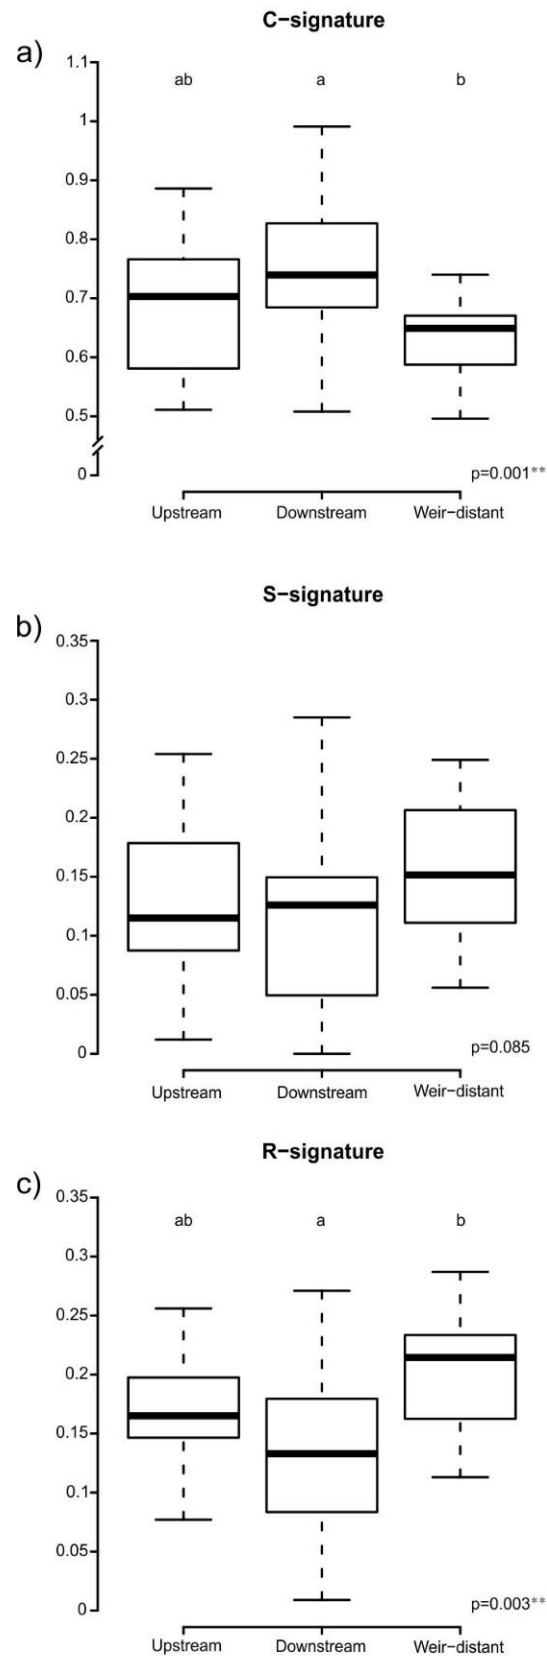 C−signature
a)
1.1
ab a b
1
0.9
0.8
0.7
0.6
0.5
0
p=0.001**
Upstream Downstream Weir−distant
S−signature
b)
0.35
0.3
0.25
0.2
0.15
0.1
0.05
0
p=0.085
Upstream Downstream Weir−distant
R−signature
c)
0.35
ab a b
0.3
0.25
0.2
0.15
0.1
0.05
0
p=0.003**
Upstream Downstream Weir−distant